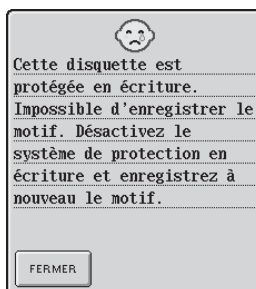 Cette disquette est
protégée en écriture.
Impossible d'enregistrer le
motif. Désactivez le
système de protection en
écriture et enregistrez à
nouveau le motif.
FERMER